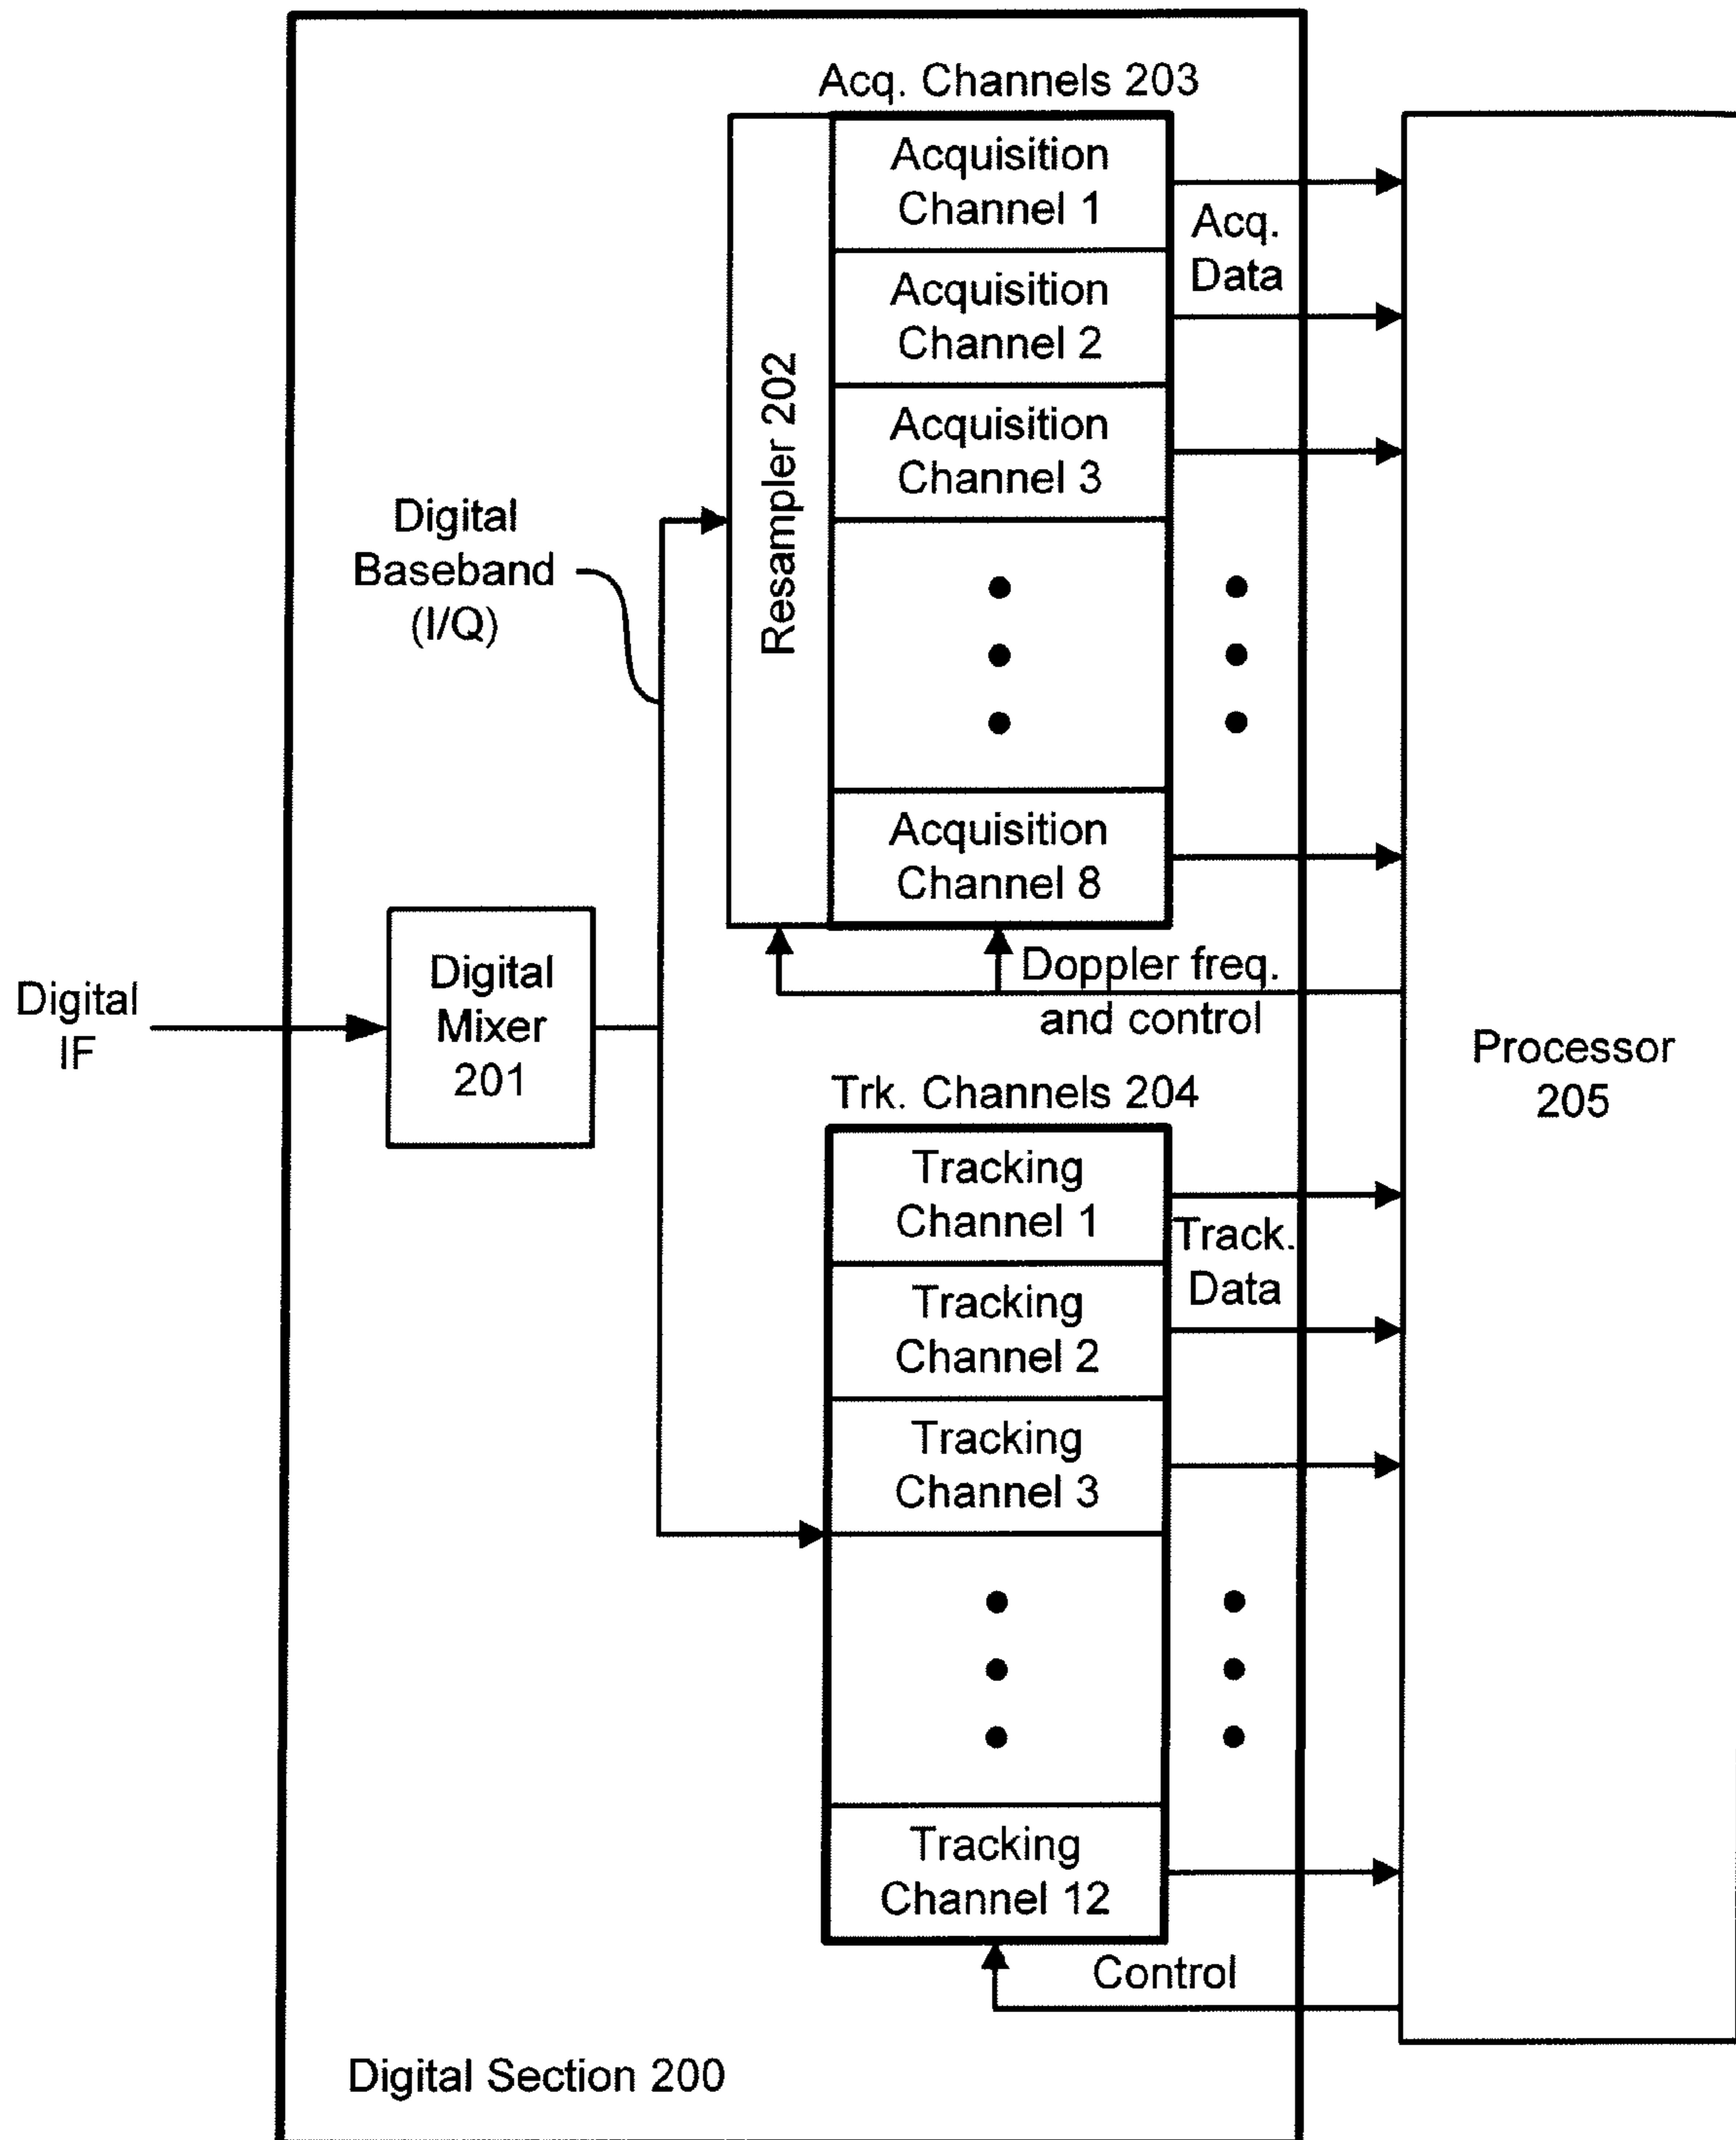 Acq. Channels 203
Acquisition
Channel 1
Acquisition
Channel 2
Acquisition
Channel 3
Acquisition
Channel 8
Resampler 202
Acq.
Data
Digital
Baseband
(I/Q)
Digital
IF
Digital
Mixer
201
Doppler freq.
and control
Processor
205
Trk. Channels 204
Tracking
Channel 1
Tracking
Channel 2
Tracking
Channel 3
Tracking
Channel 12
Track.
Data
Control
Digital Section 200